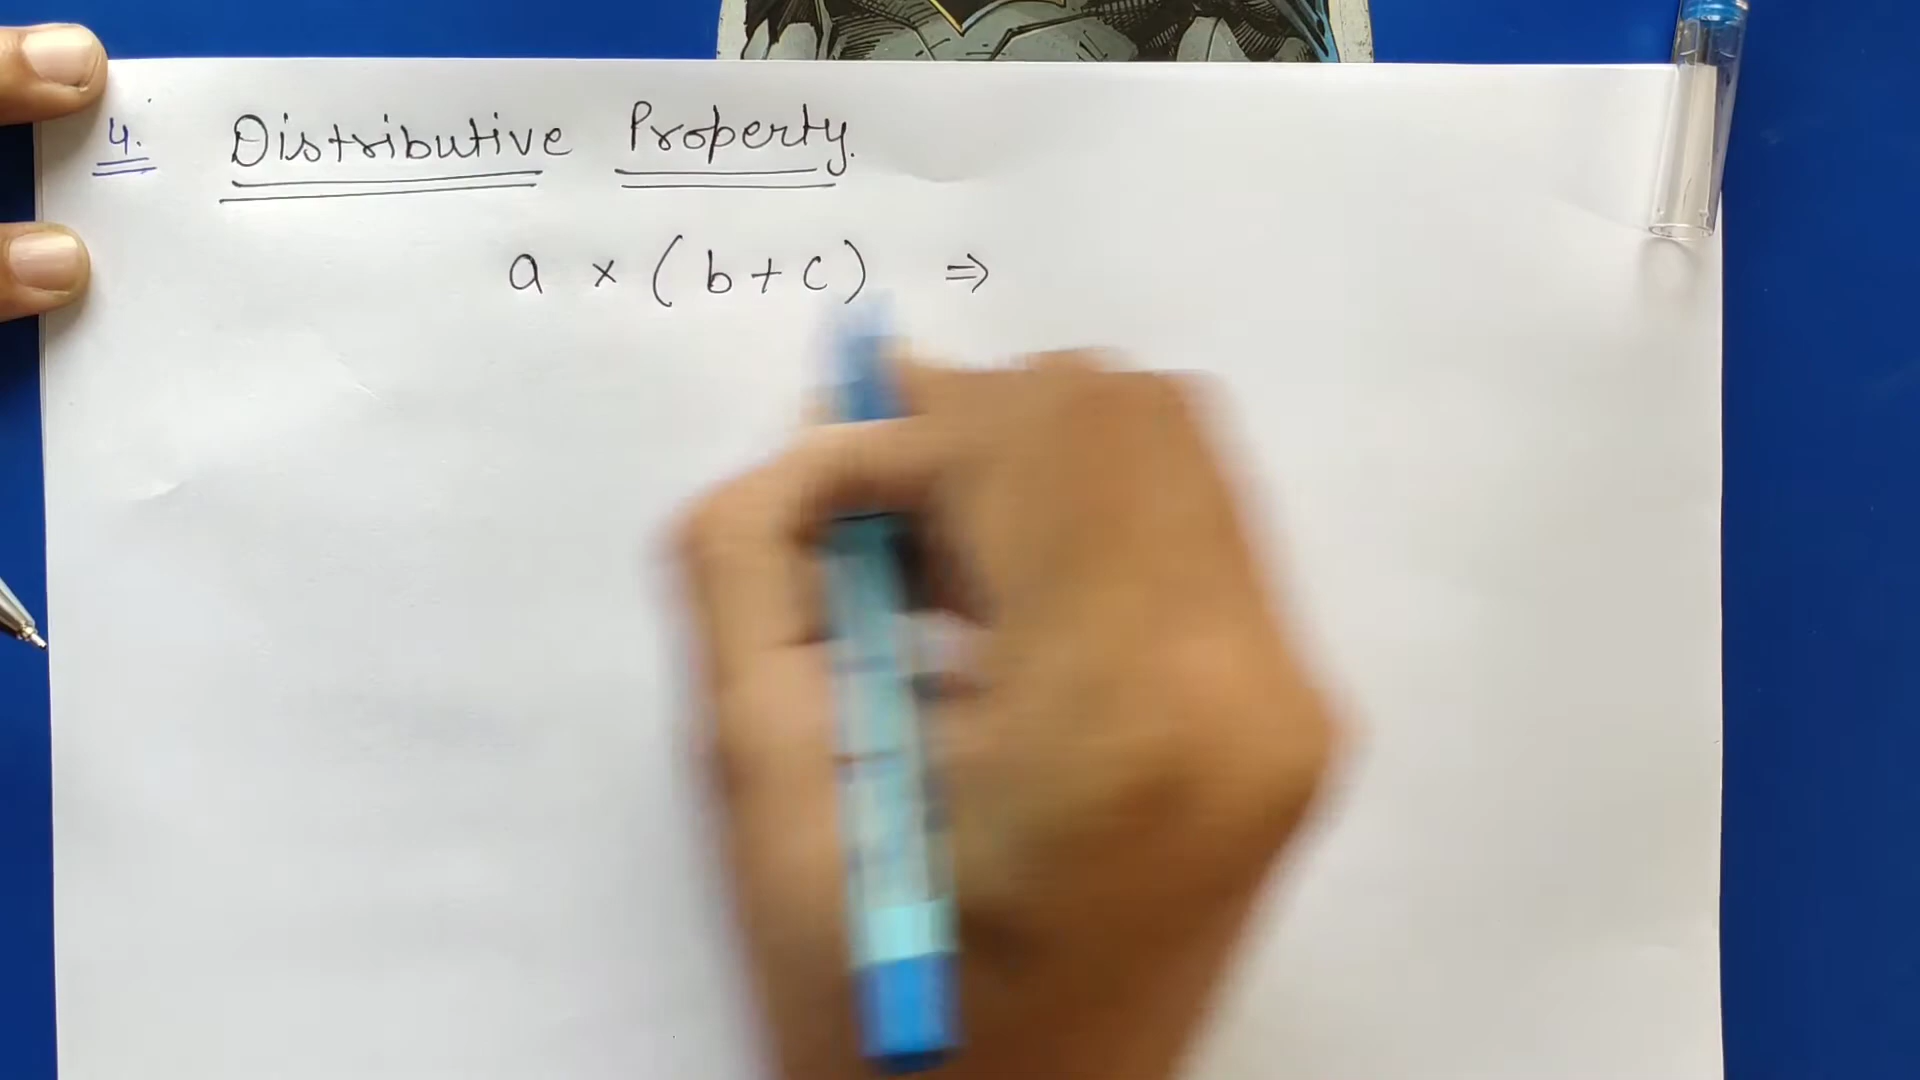 4. Distributive Property.
a × ( b + c ) ⇒